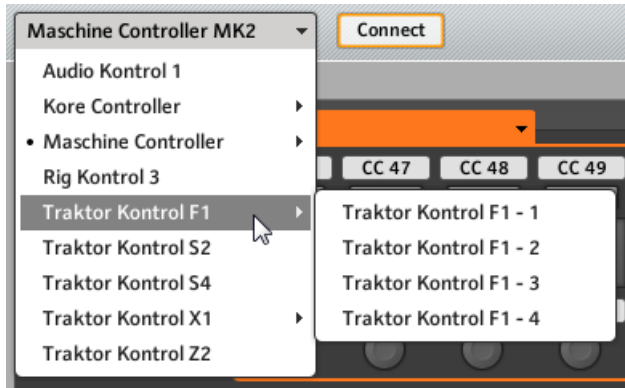 Maschine Controller MK2
Connect
Audio Kontrol 1
Kore Controller
• Maschine Controller
Rig Kontrol 3
Traktor Kontrol F1
Traktor Kontrol S2
Traktor Kontrol S4
Traktor Kontrol X1
Traktor Kontrol Z2
CC 47 CC 48 CC 49
Traktor Kontrol F1 - 1
Traktor Kontrol F1 - 2
Traktor Kontrol F1 - 3
Traktor Kontrol F1 - 4